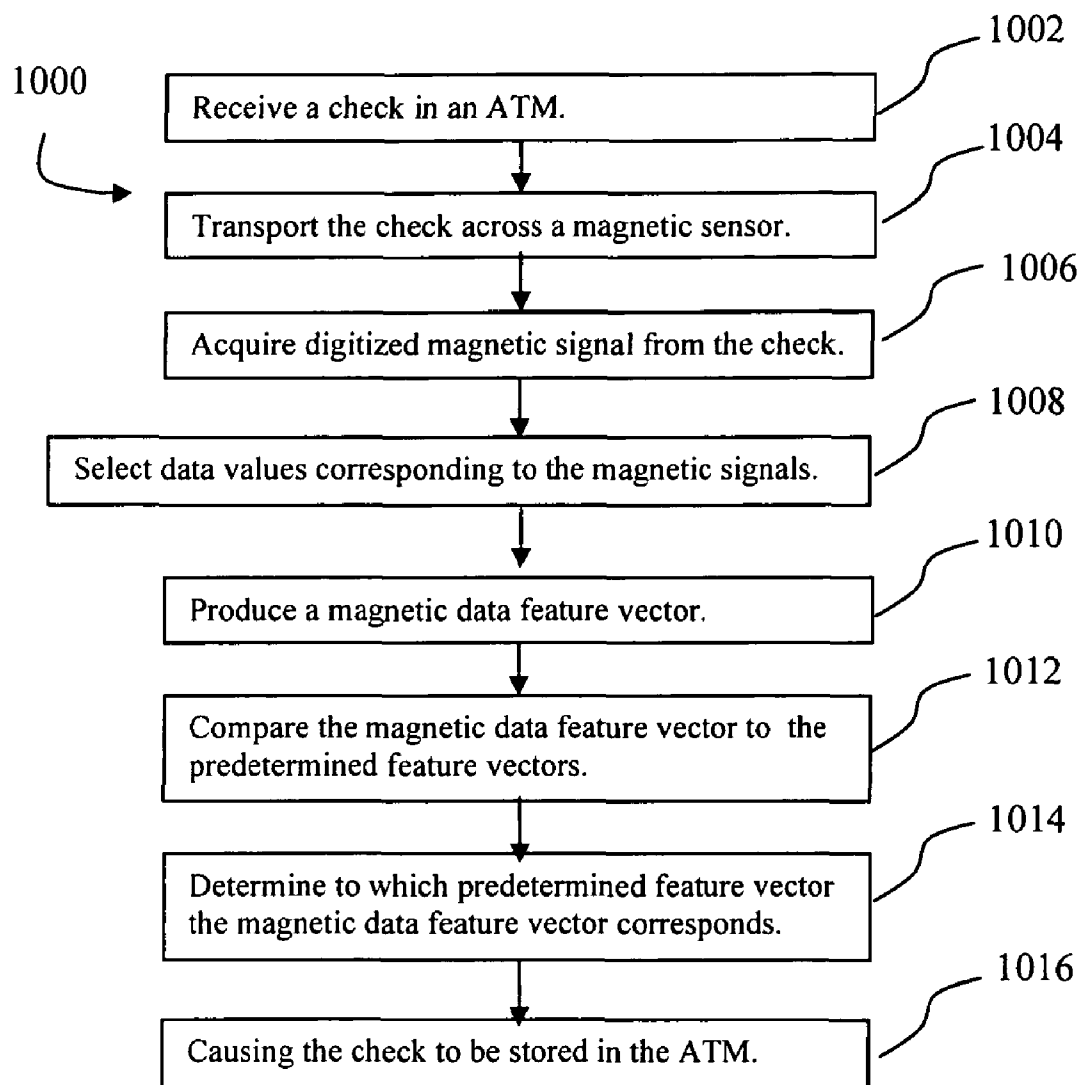 1002
1000
Receive a check in an ATM.
1004
Transport the check across a magnetic sensor.
1006
Acquire digitized magnetic signal from the check.
1008
Select data values corresponding to the magnetic signals.
1010
Produce a magnetic data feature vector.
1012
Compare the magnetic data feature vector to the
predetermined feature vectors.
1014
Determine to which predetermined feature vector
the magnetic data feature vector corresponds.
1016
Causing the check to be stored in the ATM.